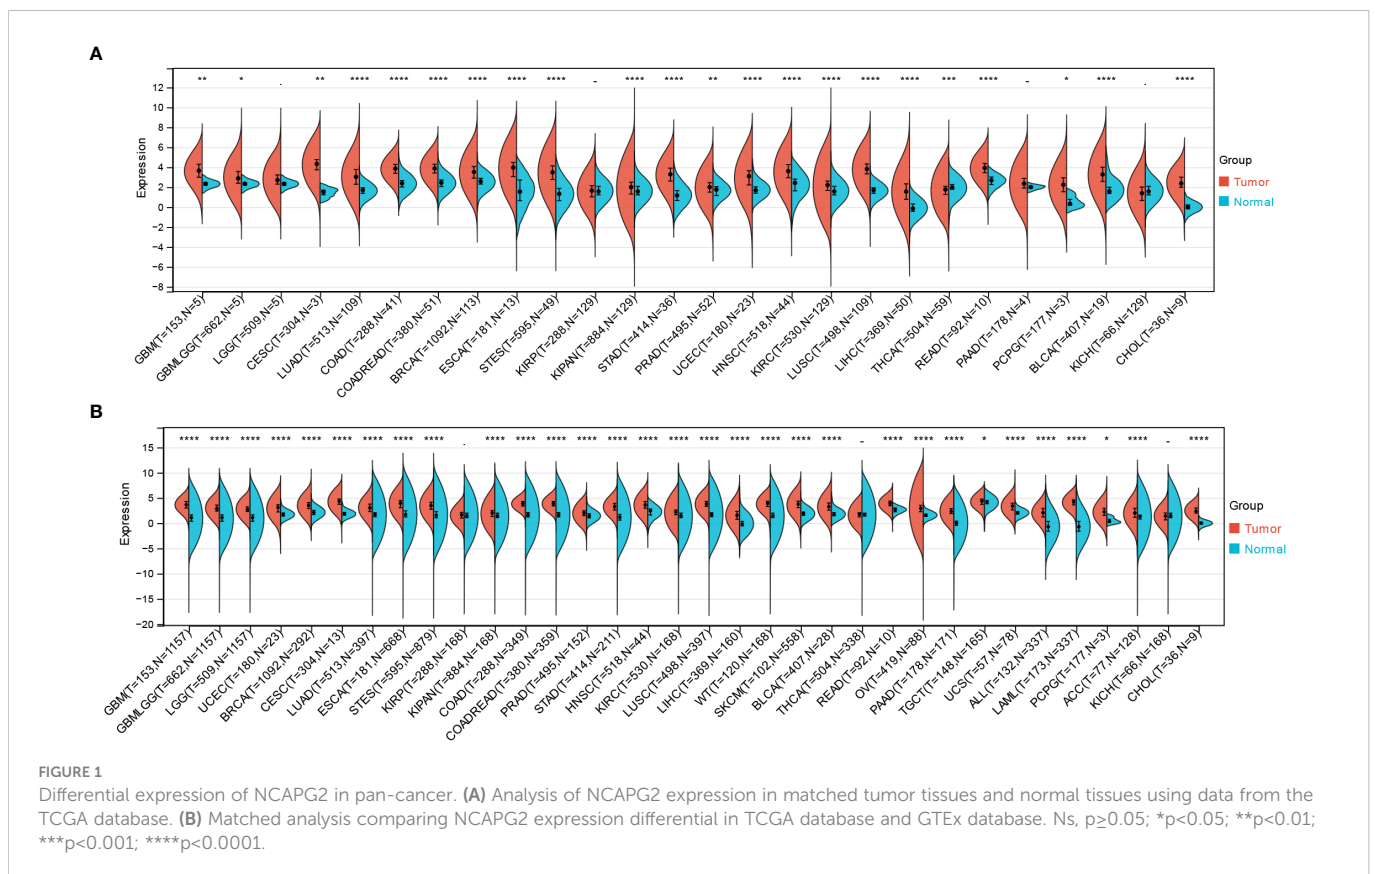 A
** * . ** **** **** **** **** **** **** - **** **** ** **** **** **** **** **** *** **** - * **** . ****
Expression
12
10
8
6
4
2
0
−2
−4
−6
−8
Group
Tumor
Normal
GBM(T=153,N=5)
GBMLGG(T=662,N=5)
LGG(T=509,N=5)
CESC(T=304,N=3)
LUAD(T=513,N=109)
COAD(T=288,N=41)
COADREAD(T=380,N=51)
BRCA(T=1092,N=113)
ESCA(T=181,N=13)
STES(T=595,N=49)
KIRP(T=288,N=129)
KIPAN(T=884,N=129)
STAD(T=414,N=36)
PRAD(T=495,N=52)
UCEC(T=180,N=23)
HNSC(T=518,N=44)
KIRC(T=530,N=129)
LUSC(T=498,N=109)
LIHC(T=369,N=50)
THCA(T=504,N=59)
READ(T=92,N=10)
PAAD(T=178,N=4)
PCPG(T=177,N=3)
BLCA(T=407,N=19)
KICH(T=66,N=129)
CHOL(T=36,N=9)
B
**** **** **** **** **** **** **** **** **** . **** **** **** **** **** **** **** **** **** **** **** **** - **** **** **** * **** **** **** * **** - ****
Expression
15
10
5
0
−5
−10
−15
−20
Group
Tumor
Normal
GBM(T=153,N=1157)
GBMLGG(T=662,N=1157)
LGG(T=509,N=1157)
UCEC(T=180,N=23)
BRCA(T=1092,N=292)
CESC(T=304,N=13)
LUAD(T=513,N=397)
ESCA(T=181,N=668)
STES(T=595,N=879)
KIRP(T=288,N=168)
KIPAN(T=884,N=168)
COAD(T=288,N=349)
COADREAD(T=380,N=359)
PRAD(T=495,N=152)
STAD(T=414,N=211)
HNSC(T=518,N=44)
KIRC(T=530,N=168)
LUSC(T=498,N=397)
LIHC(T=369,N=160)
WT(T=120,N=168)
SKCM(T=102,N=558)
BLCA(T=407,N=28)
THCA(T=504,N=338)
READ(T=92,N=10)
OV(T=419,N=88)
PAAD(T=178,N=171)
TGCT(T=148,N=165)
UCS(T=57,N=78)
ALL(T=132,N=337)
LAML(T=173,N=337)
PCPG(T=177,N=3)
ACC(T=77,N=128)
KICH(T=66,N=168)
CHOL(T=36,N=9)
FIGURE 1
Differential expression of NCAPG2 in pan-cancer. (A) Analysis of NCAPG2 expression in matched tumor tissues and normal tissues using data from the
TCGA database. (B) Matched analysis comparing NCAPG2 expression differential in TCGA database and GTEx database. Ns, p≥0.05; *p<0.05; **p<0.01;
***p<0.001; ****p<0.0001.